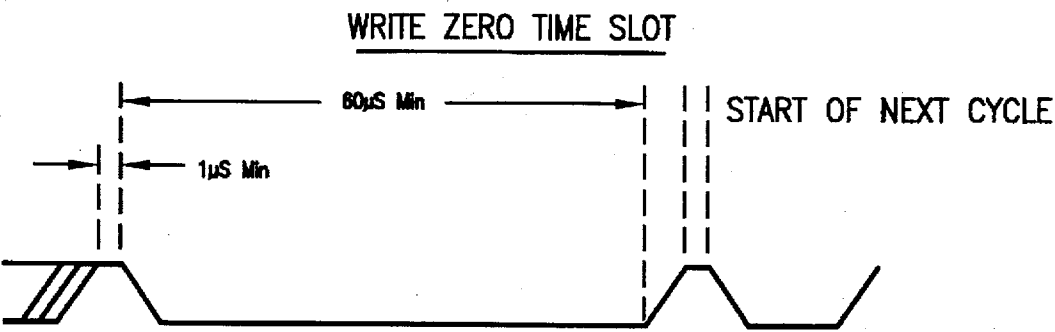 WRITE ZERO TIME SLOT
60µS Min
START OF NEXT CYCLE
1µS Min